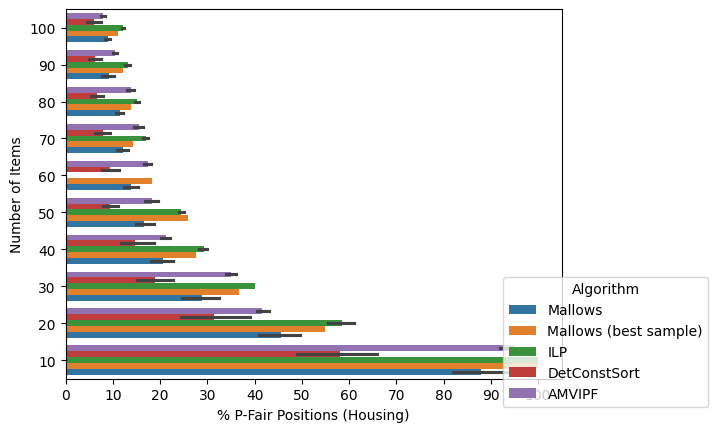 100
90
80
70
60
50
40
30
20
10
Number of Items
0 10 20 30 40 50 60 70 80 90 100
% P-Fair Positions (Housing)
Algorithm
Mallows
Mallows (best sample)
ILP
DetConstSort
AMVIPF